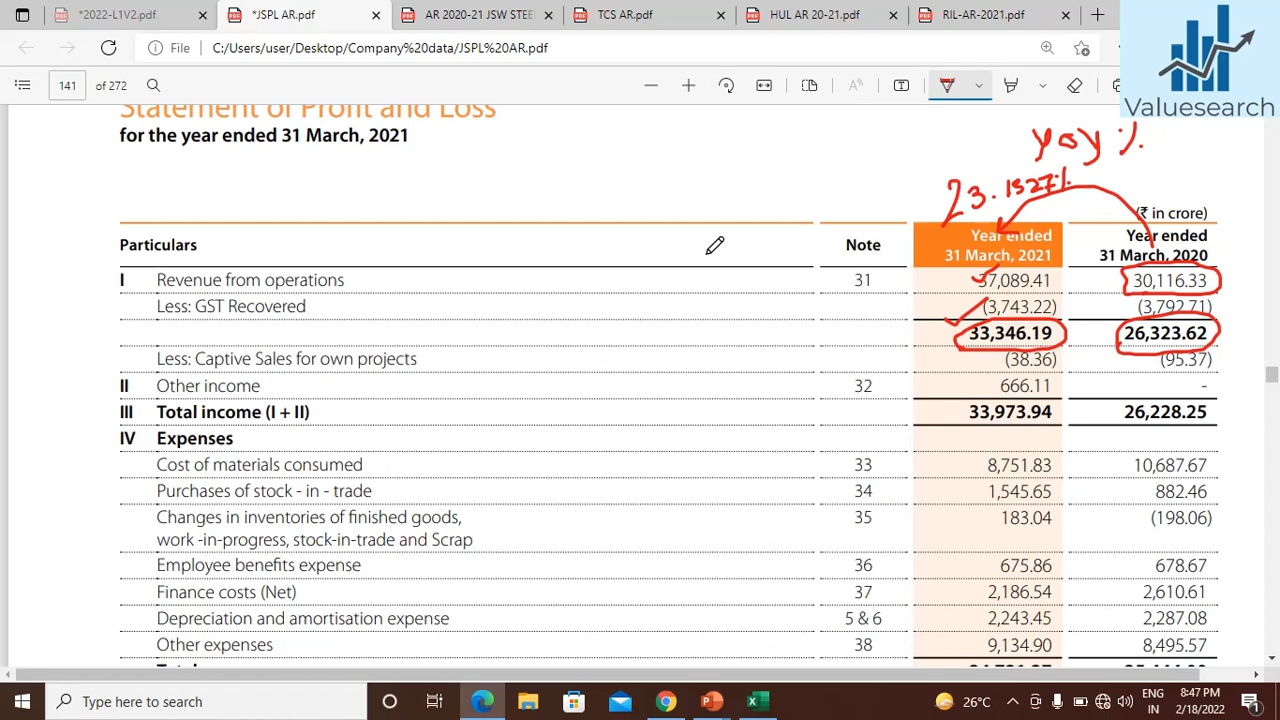 *2022-L1V2.pdf
*JSPL AR.pdf
AR 2020-21 JSW STEE
TCS AR.pdf
HUL AR 20-21.pdf
RIL-AR-2021.pdf
File C:/Users/user/Desktop/Company%20data/JSPL%20AR.pdf
141 of 272
Valuesearch
Statement of Profit and Loss
for the year ended 31 March, 2021
yoy %
23.1527%
(₹ in crore)
Particulars Note Year ended 31 March, 2021 Year ended 31 March, 2020
I Revenue from operations 31 37,089.41 30,116.33
Less: GST Recovered (3,743.22) (3,792.71)
33,346.19 26,323.62
Less: Captive Sales for own projects (38.36) (95.37)
II Other income 32 666.11 -
III Total income (I + II) 33,973.94 26,228.25
IV Expenses
Cost of materials consumed 33 8,751.83 10,687.67
Purchases of stock - in - trade 34 1,545.65 882.46
Changes in inventories of finished goods, 35 183.04 (198.06)
work -in-progress, stock-in-trade and Scrap
Employee benefits expense 36 675.86 678.67
Finance costs (Net) 37 2,186.54 2,610.61
Depreciation and amortisation expense 5 & 6 2,243.45 2,287.08
Other expenses 38 9,134.90 8,495.57
Type here to search
26°C
ENG
IN
8:47 PM
2/18/2022